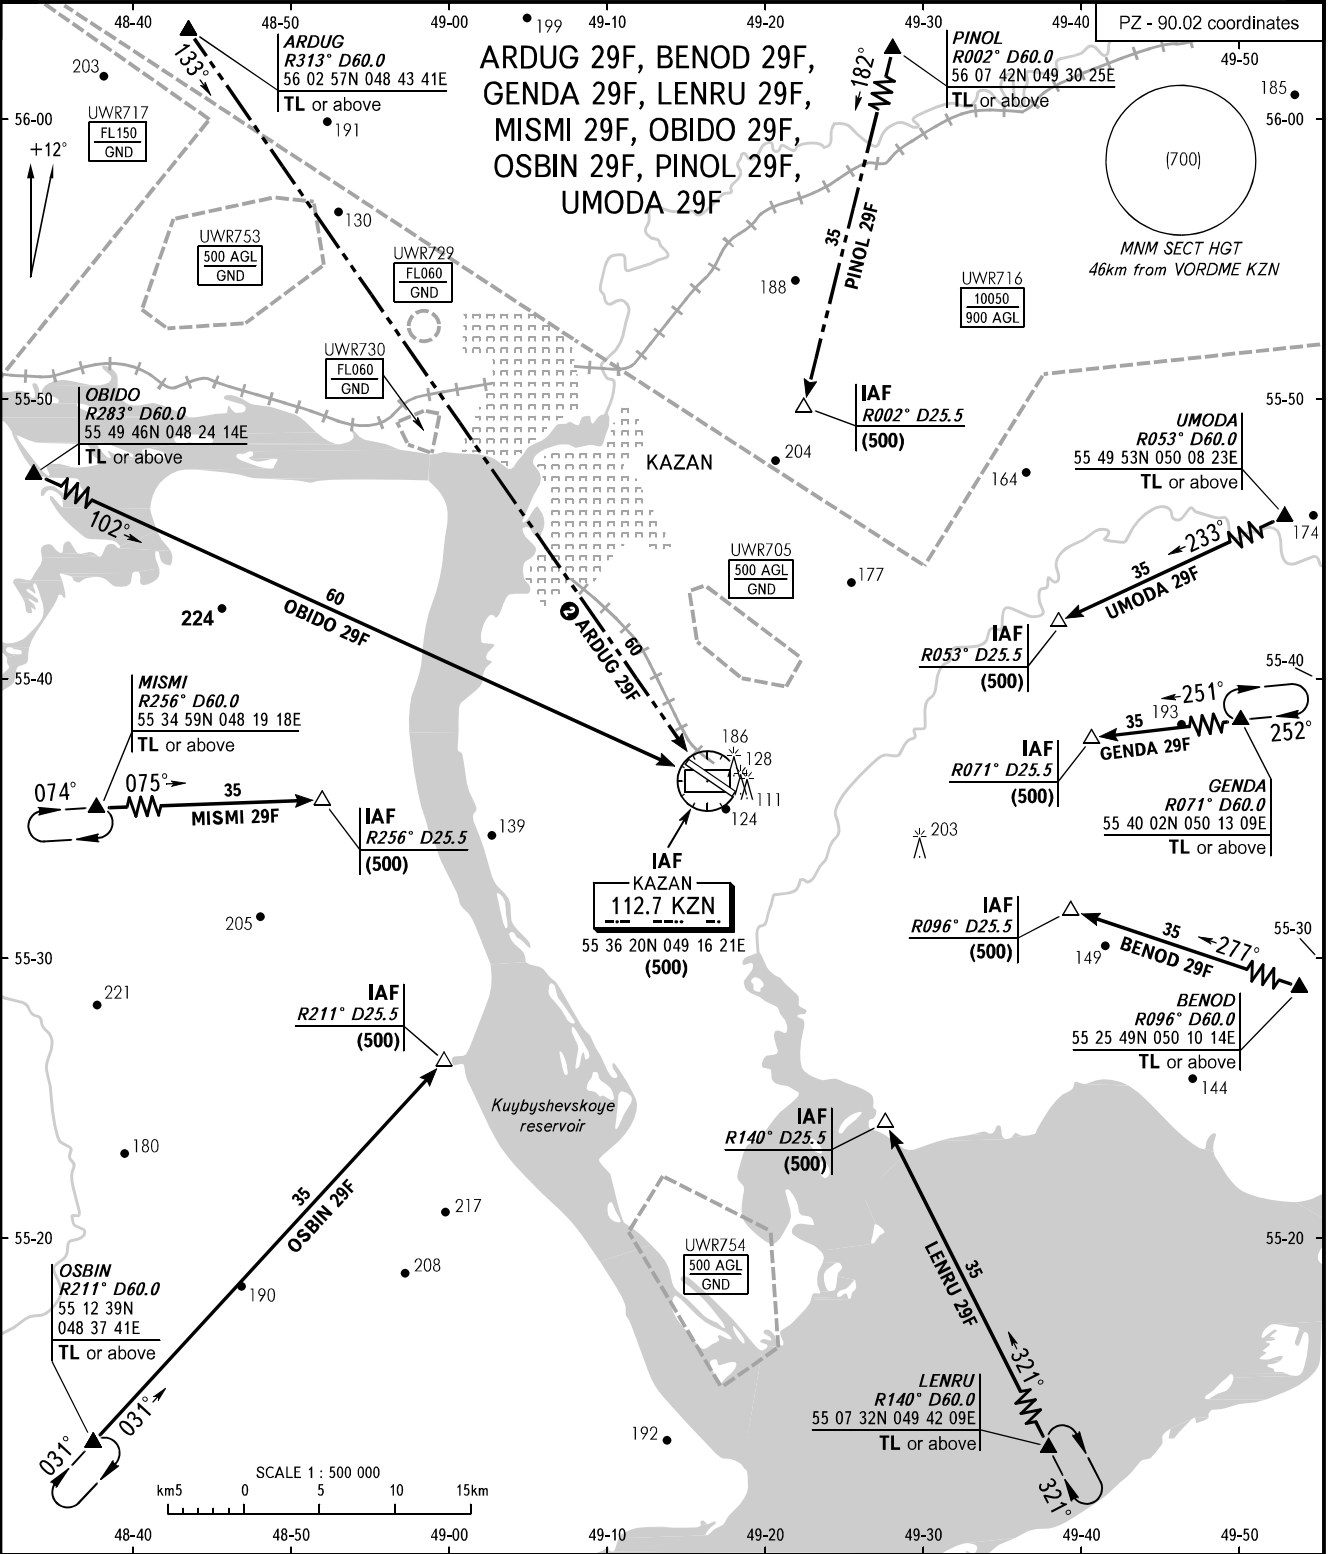 48-40
48-50
49-00
49-10
49-20
49-30
49-40
PZ - 90.02 coordinates
49-50
199
203
133°
ARDUG
R313° D60.0
56 02 57N 048 43 41E
TL or above
ARDUG 29F, BENOD 29F,
GENDA 29F, LENRU 29F,
MISMI 29F, OBIDO 29F,
OSBIN 29F, PINOL 29F,
UMODA 29F
182°
PINOL
R002° D60.0
56 07 42N 049 30 25E
TL or above
185
56-00
56-00
UWR717
FL150
GND
191
+12°
(700)
MNM SECT HGT
46km from VORDME KZN
130
UWR753
500 AGL
GND
UWR729
FL060
GND
35
PINOL 29F
188
UWR716
10050
900 AGL
UWR730
FL060
GND
55-50
55-50
OBIDO
R283° D60.0
55 49 46N 048 24 14E
TL or above
IAF
R002° D25.5
(500)
UMODA
R053° D60.0
55 49 53N 050 08 23E
TL or above
KAZAN
204
164
174
102°
233°
35
UMODA 29F
UWR705
500 AGL
GND
177
60
OBIDO 29F
224
2 ARDUG 29F
60
IAF
R053° D25.5
(500)
55-40
55-40
MISMI
R256° D60.0
55 34 59N 048 19 18E
TL or above
251°
252°
193
35
GENDA 29F
IAF
R071° D25.5
(500)
186
128
111
124
074°
075°
35
MISMI 29F
IAF
R256° D25.5
(500)
GENDA
R071° D60.0
55 40 02N 050 13 09E
TL or above
139
203
IAF
KAZAN
112.7 KZN
55 36 20N 049 16 21E
(500)
205
IAF
R096° D25.5
(500)
35
BENOD 29F
277°
149
55-30
55-30
221
IAF
R211° D25.5
(500)
BENOD
R096° D60.0
55 25 49N 050 10 14E
TL or above
144
Kuybyshevskoye
reservoir
IAF
R140° D25.5
(500)
180
35
OSBIN 29F
217
55-20
55-20
UWR754
500 AGL
GND
35
LENRU 29F
208
190
OSBIN
R211° D60.0
55 12 39N
048 37 41E
TL or above
321°
LENRU
R140° D60.0
55 07 32N 049 42 09E
TL or above
031°
031°
192
321°
SCALE 1 : 500 000
km5
0
5
10
15km
48-40
48-50
49-00
49-10
49-20
49-30
49-40
49-50